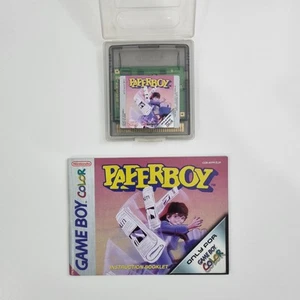 PAPERBOY
Nintendo
PAPERBOY
GAME BOY COLOR
INSTRUCTION BOOKLET
ONLY FOR
GAME BOY
COLOR